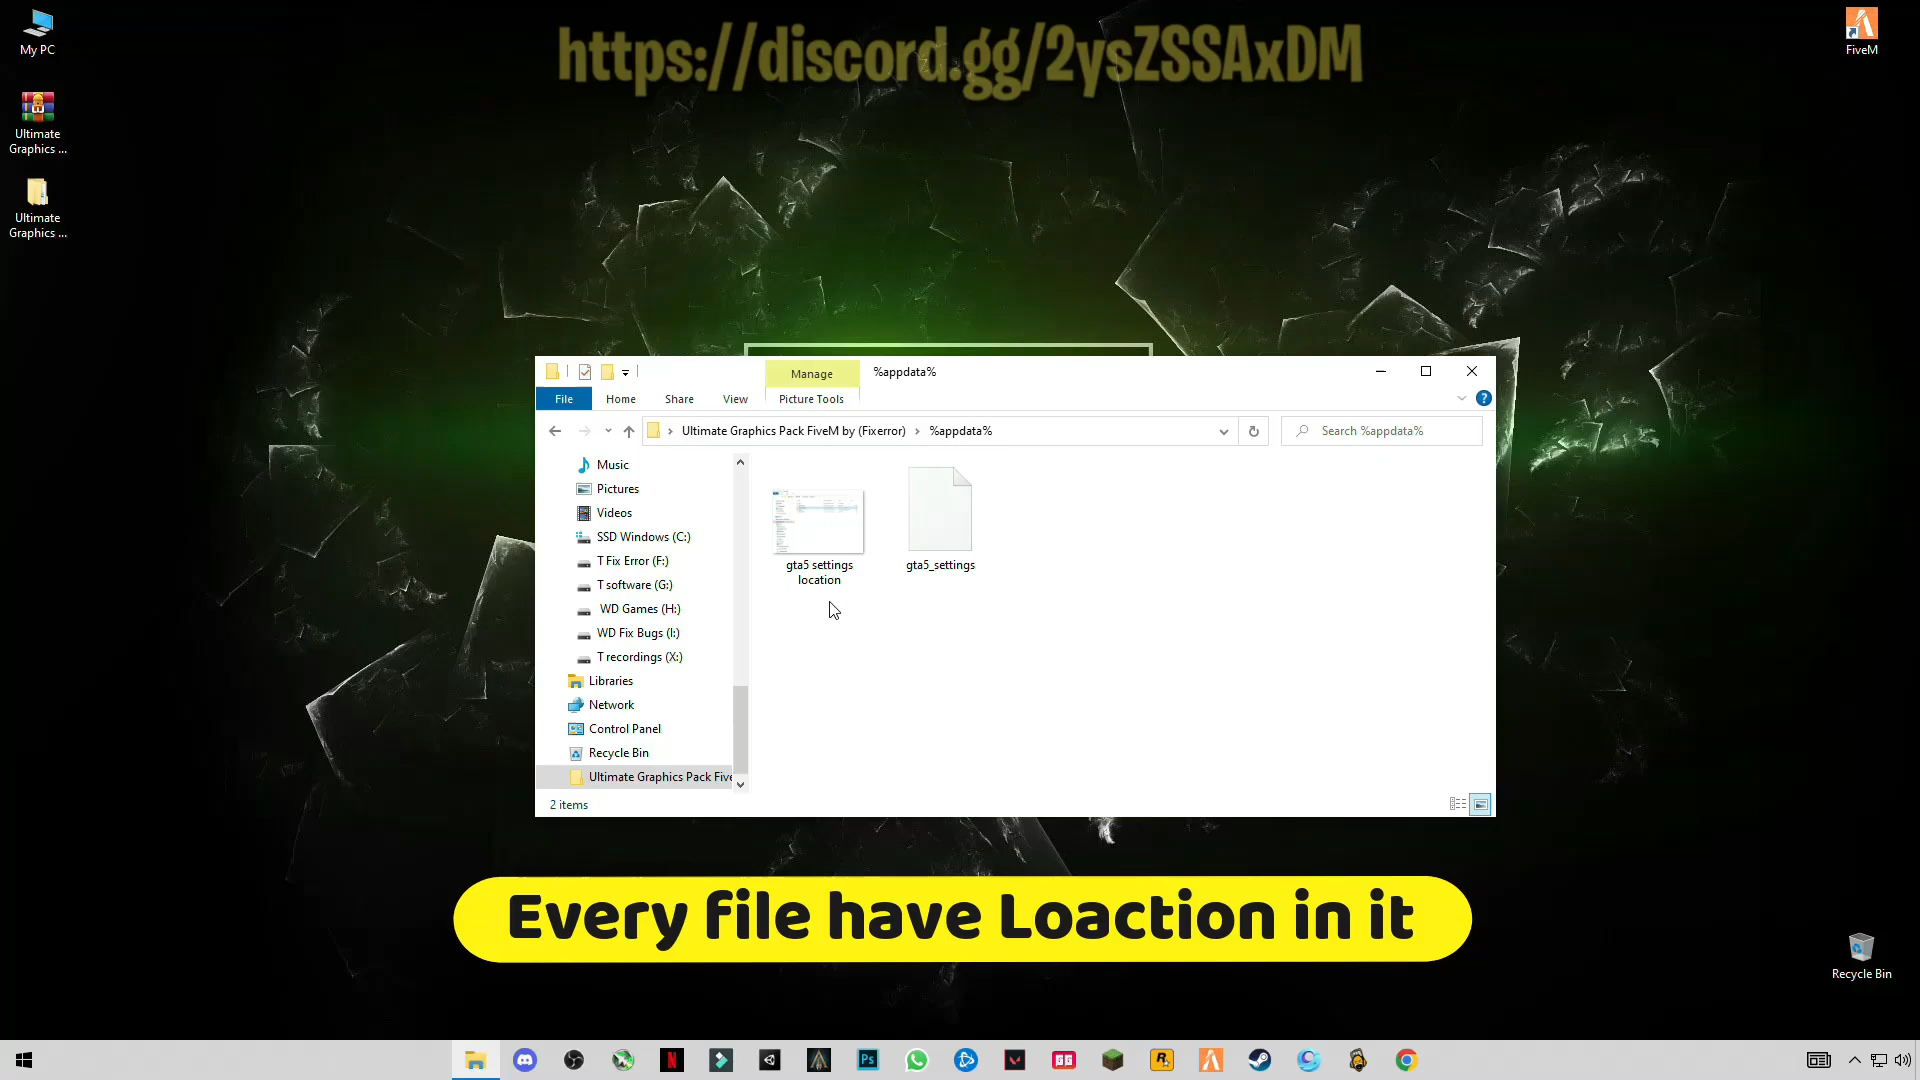 https://discord.gg/2ysZSSAxDM
My PC
FiveM
Ultimate
Graphics ...
Ultimate
Graphics ...
Manage
%appdata%
File
Home
Share
View
Picture Tools
?
Ultimate Graphics Pack FiveM by (Fixerror) > %appdata%
Search %appdata%
Music
Pictures
Videos
SSD Windows (C:)
T Fix Error (F:)
T software (G:)
WD Games (H:)
WD Fix Bugs (I:)
T recordings (X:)
Libraries
Network
Control Panel
Recycle Bin
Ultimate Graphics Pack Five
gta5 settings
location
gta5_settings
2 items
Every file have Loaction in it
Recycle Bin
Ps